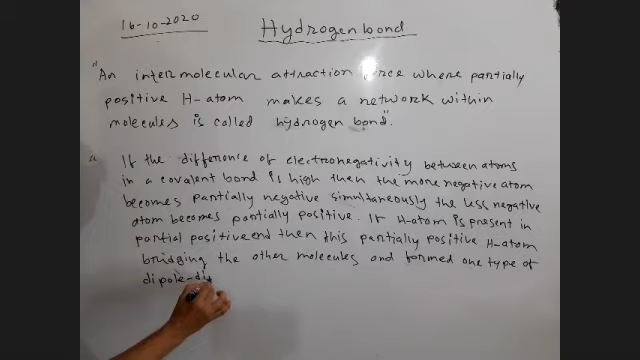 16-10-2020
Hydrogen bond
"An intermolecular attraction force where partially
positive H-atom makes a network within
molecules is called hydrogen bond".
If the difference of electronegativity between atoms
in a covalent bond is high then the more negative atom
becomes partially negative simultaneously the less negative
atom becomes partially positive. If H-atom is present in
partial positive end then this partially positive H-atom
bridging the other molecules and formed one type of
dipole-di